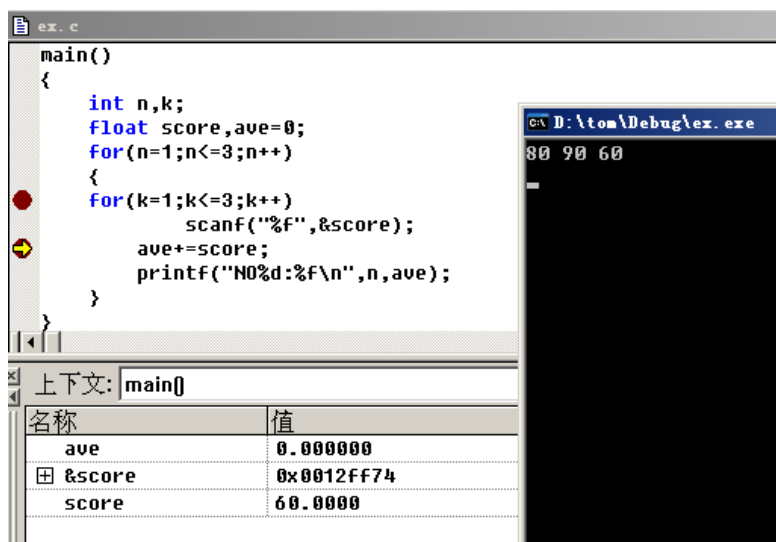 ex.c
main()
{
int n,k;
float score,ave=0;
for(n=1;n<=3;n++)
{
for(k=1;k<=3;k++)
scanf("%f",&score);
ave+=score;
printf("NO%d:%f\n",n,ave);
}
}
D:\tom\Debug\ex.exe
80 90 60
上下文: main()
名称 值
ave 0.000000
&score 0x0012ff74
score 60.0000